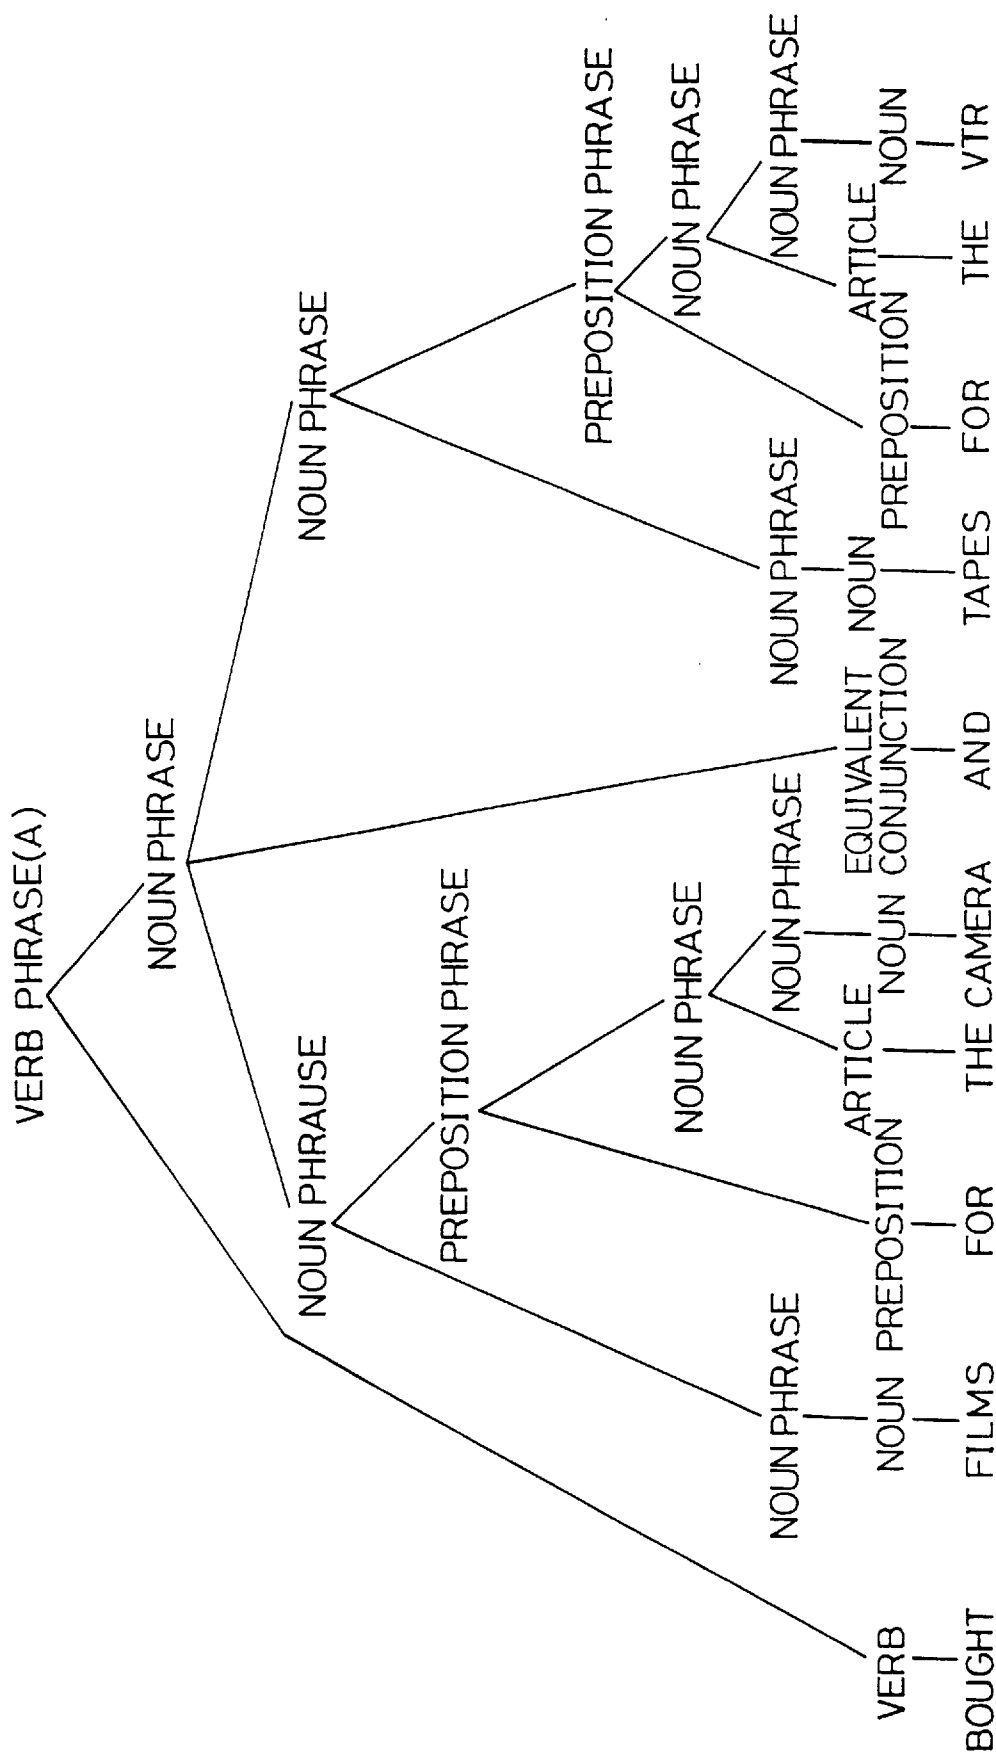 VERB PHRASE(A)
NOUN PHRASE
NOUN PHRAUSE
NOUN PHRASE
PREPOSITION PHRASE
PREPOSITION PHRASE
NOUN PHRASE
NOUN PHRASE
NOUN PHRASE
NOUN PHRASE
NOUN PHRASE
NOUN PHRASE
VERB
NOUN
PREPOSITION
ARTICLE
NOUN
EQUIVALENT
CONJUNCTION
NOUN
PREPOSITION
ARTICLE
NOUN
BOUGHT FILMS FOR THE CAMERA AND TAPES FOR THE VTR